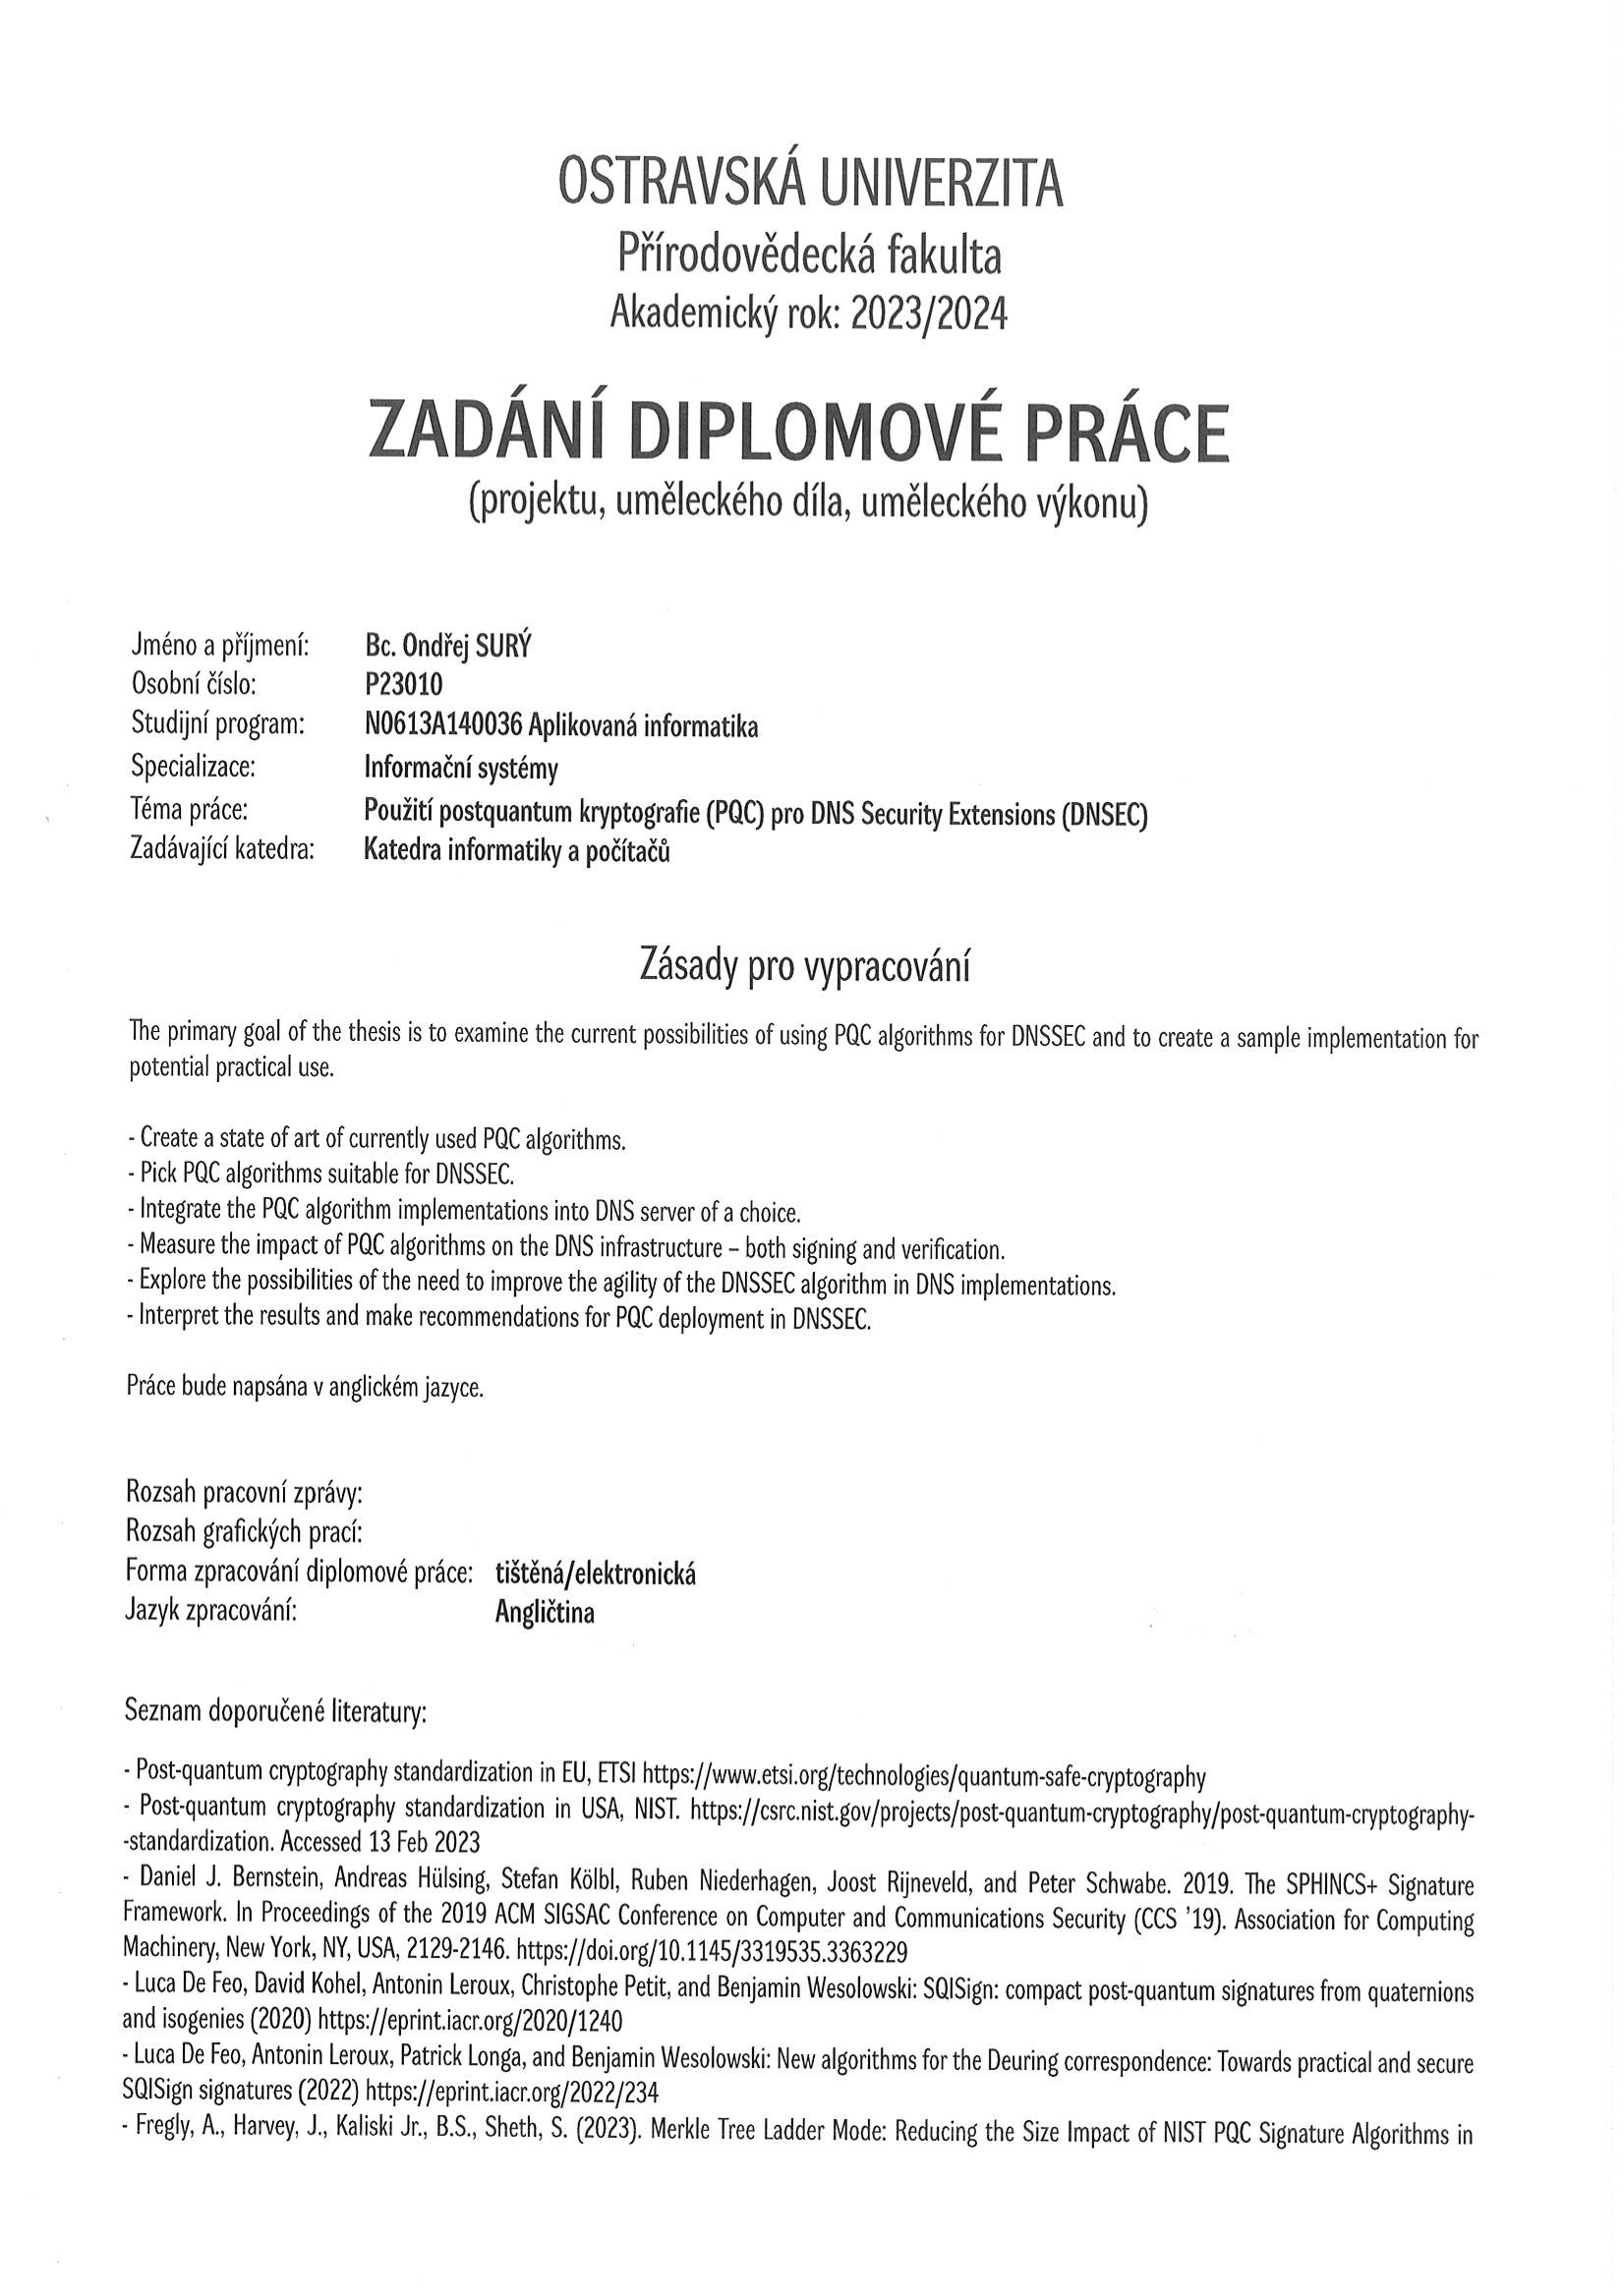 OSTRAVSKÁ UNIVERZITA
Přírodovědecká fakulta
Akademický rok: 2023/2024
ZADÁNÍ DIPLOMOVÉ PRÁCE
(projektu, uměleckého díla, uměleckého výkonu)
Jméno a příjmení: Bc. Ondřej SURÝ
Osobní číslo: P23010
Studijní program: N0613A140036 Aplikovaná informatika
Specializace: Informační systémy
Téma práce: Použití postquantum kryptografie (PQC) pro DNS Security Extensions (DNSEC)
Zadávající katedra: Katedra informatiky a počítačů
Zásady pro vypracování
The primary goal of the thesis is to examine the current possibilities of using PQC algorithms for DNSSEC and to create a sample implementation for
potential practical use.
- Create a state of art of currently used PQC algorithms.
- Pick PQC algorithms suitable for DNSSEC.
- Integrate the PQC algorithm implementations into DNS server of a choice.
- Measure the impact of PQC algorithms on the DNS infrastructure – both signing and verification.
- Explore the possibilities of the need to improve the agility of the DNSSEC algorithm in DNS implementations.
- Interpret the results and make recommendations for PQC deployment in DNSSEC.
Práce bude napsána v anglickém jazyce.
Rozsah pracovní zprávy:
Rozsah grafických prací:
Forma zpracování diplomové práce: tištěná/elektronická
Jazyk zpracování: Angličtina
Seznam doporučené literatury:
- Post-quantum cryptography standardization in EU, ETSI https://www.etsi.org/technologies/quantum-safe-cryptography
- Post-quantum cryptography standardization in USA, NIST. https://csrc.nist.gov/projects/post-quantum-cryptography/post-quantum-cryptography-
-standardization. Accessed 13 Feb 2023
- Daniel J. Bernstein, Andreas Hülsing, Stefan Kölbl, Ruben Niederhagen, Joost Rijneveld, and Peter Schwabe. 2019. The SPHINCS+ Signature
Framework. In Proceedings of the 2019 ACM SIGSAC Conference on Computer and Communications Security (CCS ’19). Association for Computing
Machinery, New York, NY, USA, 2129-2146. https://doi.org/10.1145/3319535.3363229
- Luca De Feo, David Kohel, Antonin Leroux, Christophe Petit, and Benjamin Wesolowski: SQISign: compact post-quantum signatures from quaternions
and isogenies (2020) https://eprint.iacr.org/2020/1240
- Luca De Feo, Antonin Leroux, Patrick Longa, and Benjamin Wesolowski: New algorithms for the Deuring correspondence: Towards practical and secure
SQISign signatures (2022) https://eprint.iacr.org/2022/234
- Fregly, A., Harvey, J., Kaliski Jr., B.S., Sheth, S. (2023). Merkle Tree Ladder Mode: Reducing the Size Impact of NIST PQC Signature Algorithms in